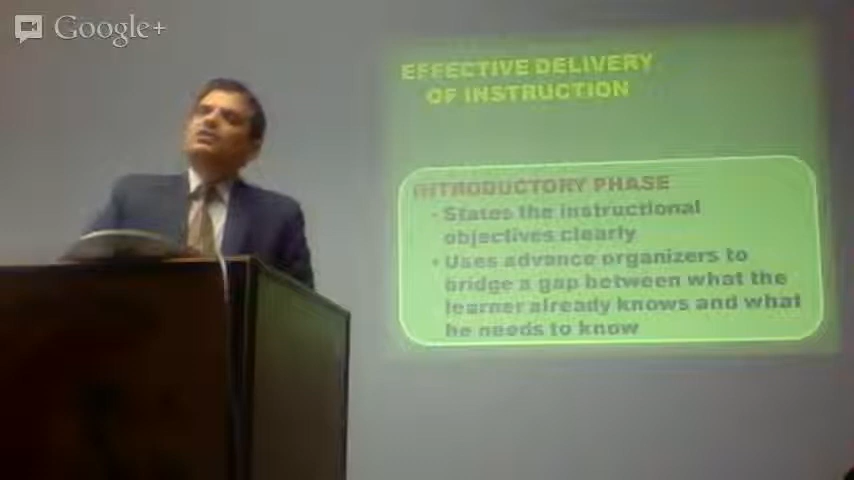 Google+
EFFECTIVE DELIVERY
OF INSTRUCTION
INTRODUCTORY PHASE
• States the instructional
objectives clearly
• Uses advance organizers to
bridge a gap between what the
learner already knows and what
he needs to know